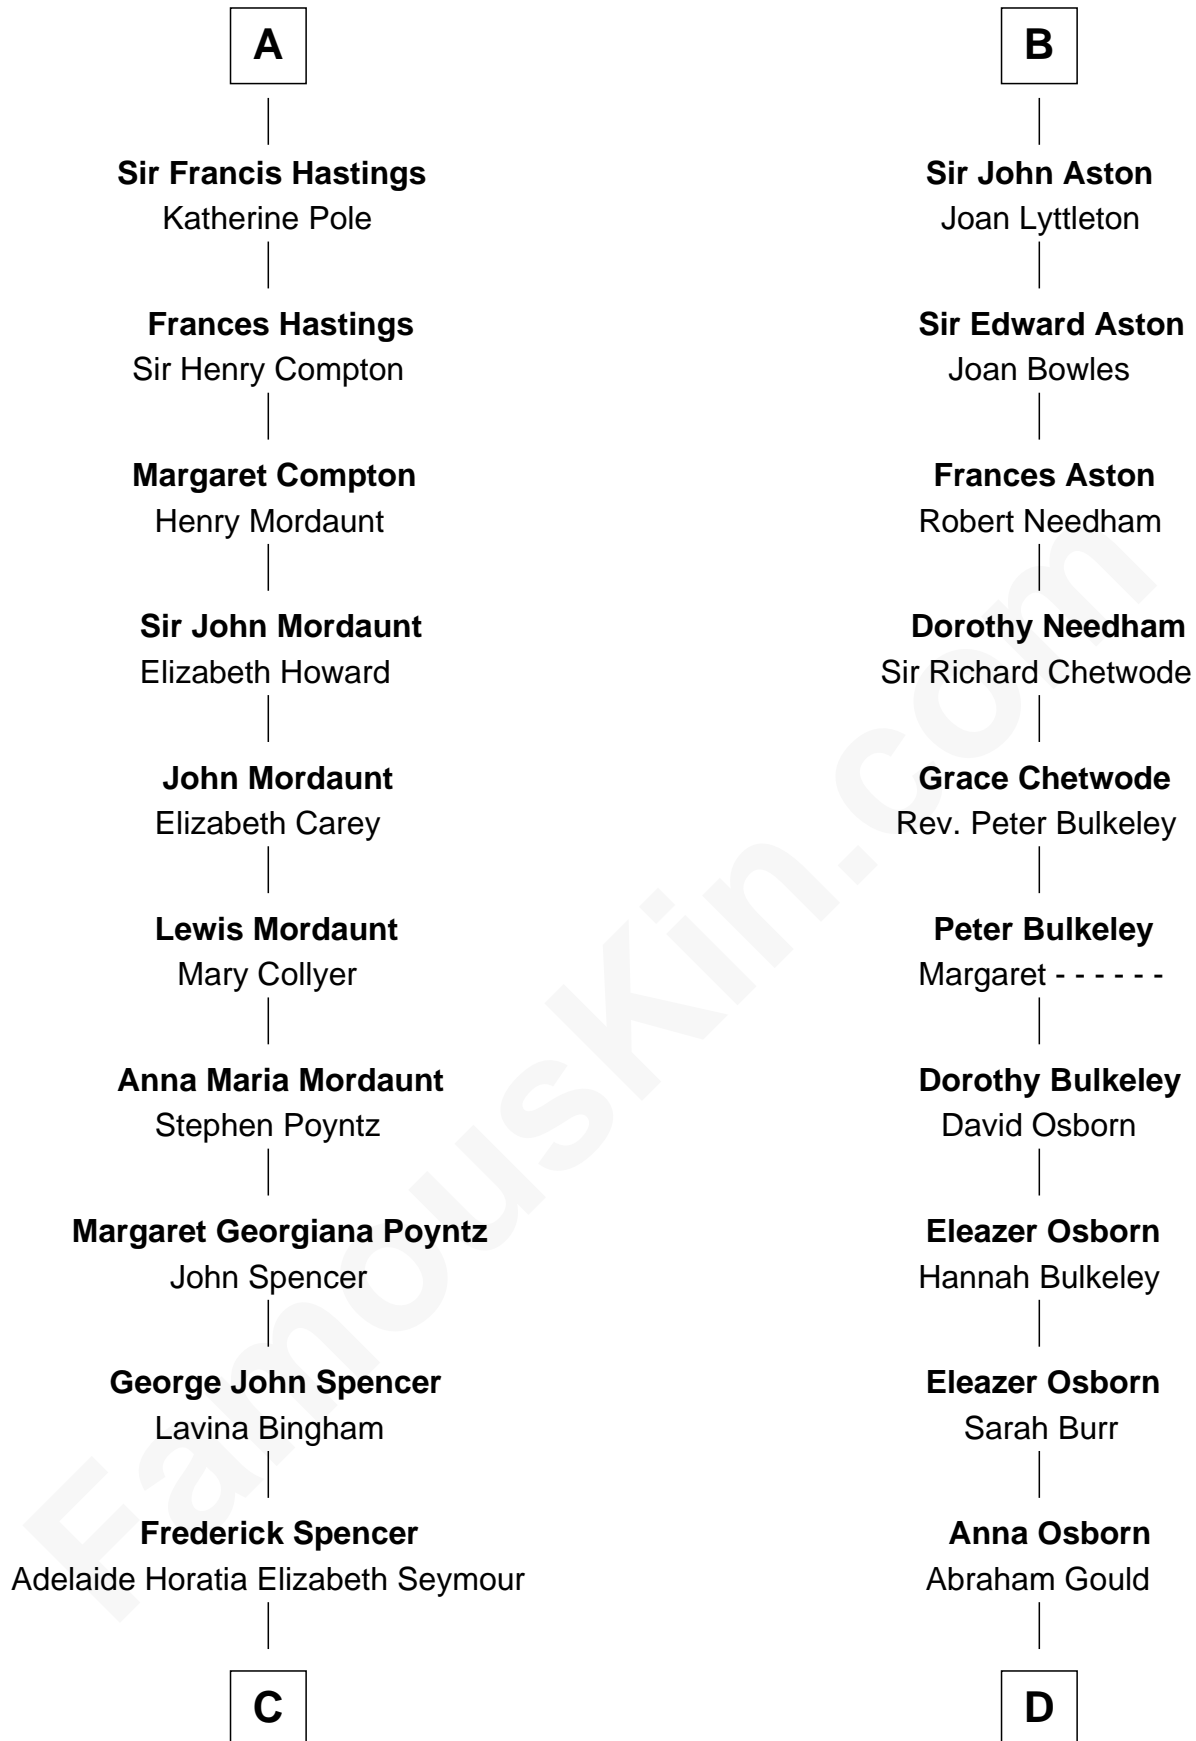 A
Sir Francis Hastings
Katherine Pole
Frances Hastings
Sir Henry Compton
Margaret Compton
Henry Mordaunt
Sir John Mordaunt
Elizabeth Howard
John Mordaunt
Elizabeth Carey
Lewis Mordaunt
Mary Collyer
Anna Maria Mordaunt
Stephen Poyntz
Margaret Georgiana Poyntz
John Spencer
George John Spencer
Lavina Bingham
Frederick Spencer
Adelaide Horatia Elizabeth Seymour
C
B
Sir John Aston
Joan Lyttleton
Sir Edward Aston
Joan Bowles
Frances Aston
Robert Needham
Dorothy Needham
Sir Richard Chetwode
Grace Chetwode
Rev. Peter Bulkeley
Peter Bulkeley
Margaret - - - - - -
Dorothy Bulkeley
David Osborn
Eleazer Osborn
Hannah Bulkeley
Eleazer Osborn
Sarah Burr
Anna Osborn
Abraham Gould
D
FamousKin.com